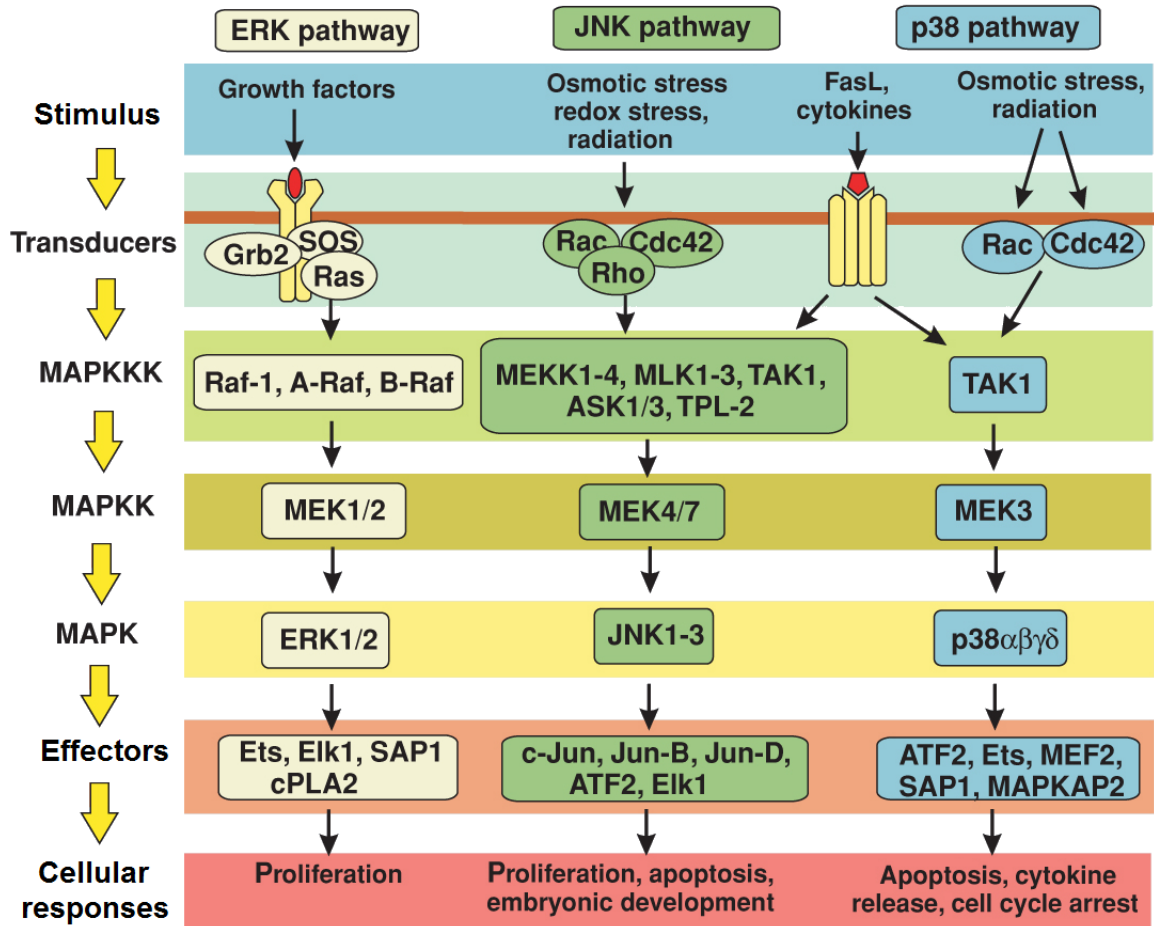 ERK pathway
JNK pathway
p38 pathway
Stimulus
Growth factors
Osmotic stress
redox stress,
radiation
FasL,
cytokines
Osmotic stress,
radiation
Transducers
Grb2
SOS
Ras
Rac
Cdc42
Rho
Rac
Cdc42
MAPKKK
Raf-1, A-Raf, B-Raf
MEKK1-4, MLK1-3, TAK1,
ASK1/3, TPL-2
TAK1
MAPKK
MEK1/2
MEK4/7
MEK3
MAPK
ERK1/2
JNK1-3
p38αβγδ
Effectors
Ets, Elk1, SAP1
cPLA2
c-Jun, Jun-B, Jun-D,
ATF2, Elk1
ATF2, Ets, MEF2,
SAP1, MAPKAP2
Cellular
responses
Proliferation
Proliferation, apoptosis,
embryonic development
Apoptosis, cytokine
release, cell cycle arrest